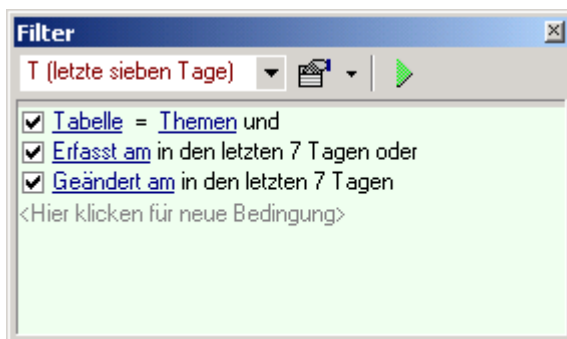 Filter
T (letzte sieben Tage)
Tabelle = Themen und
Erfasst am in den letzten 7 Tagen oder
Geändert am in den letzten 7 Tagen
<Hier klicken für neue Bedingung>